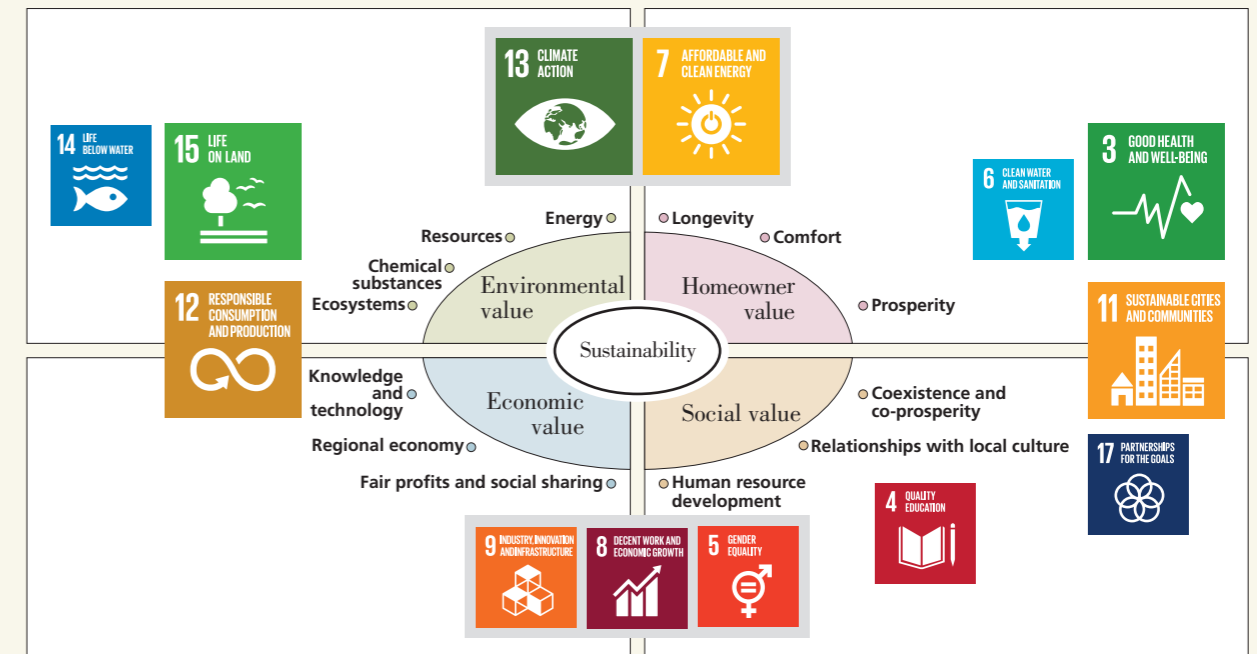 13 CLIMATE
ACTION
7 AFFORDABLE AND
CLEAN ENERGY
14 LIFE
BELOW WATER
15 LIFE
ON LAND
6 CLEAN WATER
AND SANITATION
3 GOOD HEALTH
AND WELL-BEING
Energy
Resources
Chemical
substances
Ecosystems
Longevity
Comfort
Prosperity
Environmental
value
Homeowner
value
12 RESPONSIBLE
CONSUMPTION
AND PRODUCTION
11 SUSTAINABLE CITIES
AND COMMUNITIES
Sustainability
Knowledge
and
technology
Regional economy
Fair profits and social sharing
Economic
value
Social value
Coexistence and
co-prosperity
Relationships with local culture
Human resource
development
17 PARTNERSHIPS
FOR THE GOALS
4 QUALITY
EDUCATION
9 INDUSTRY, INNOVATION
AND INFRASTRUCTURE
8 DECENT WORK AND
ECONOMIC GROWTH
5 GENDER
EQUALITY